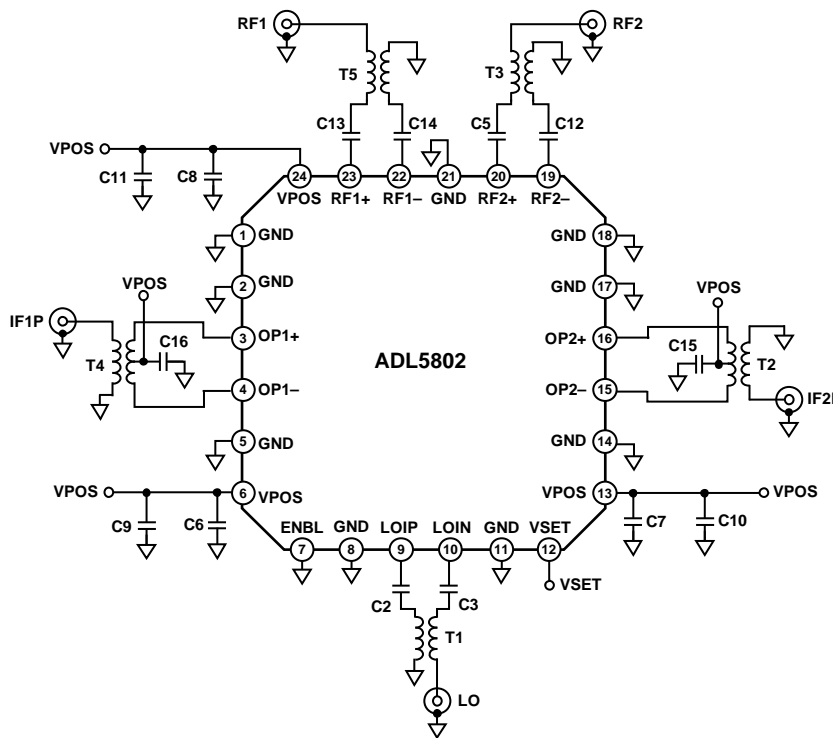 RF1 RF2
T5 T3
C13 C14 C5 C12
VPOS
C11 C8
24 23 22 21 20 19
VPOS RF1+ RF1– GND RF2+ RF2–
1 GND GND 18
2 GND GND 17
VPOS VPOS
IF1P
3 OP1+ OP2+ 16
C16 C15
T4 ADL5802 T2
4 OP1– OP2– 15
5 GND GND 14
VPOS 6 VPOS VPOS 13 VPOS
C9 C6 C7 C10
ENBL GND LOIP LOIN GND VSET
7 8 9 10 11 12
C2 C3 VSET
T1
LO